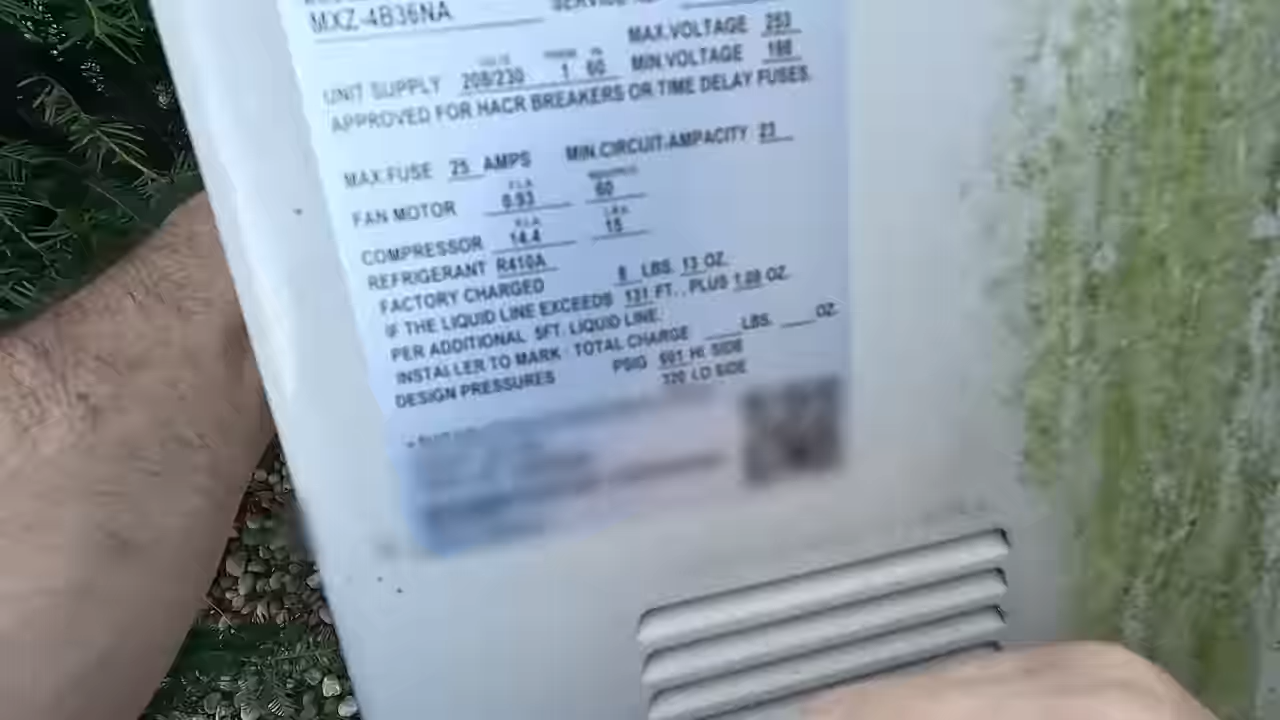 MXZ-4B36NA
MAX.VOLTAGE 253
UNIT SUPPLY 208/230 1 60 MIN.VOLTAGE 198
APPROVED FOR HACR BREAKERS OR TIME DELAY FUSES.
MAX.FUSE 25 AMPS MIN.CIRCUIT.AMPACITY 23
F.L.A
FAN MOTOR 0.93 60
R.L.A L.R.A
COMPRESSOR 14.4 15
REFRIGERANT R410A
FACTORY CHARGED 8 LBS. 13 OZ.
IF THE LIQUID LINE EXCEEDS 131 FT., PLUS 1.08 OZ.
PER ADDITIONAL 5FT. LIQUID LINE.
INSTALLER TO MARK TOTAL CHARGE LBS. OZ.
DESIGN PRESSURES PSIG 601 HI SIDE
320 LO SIDE